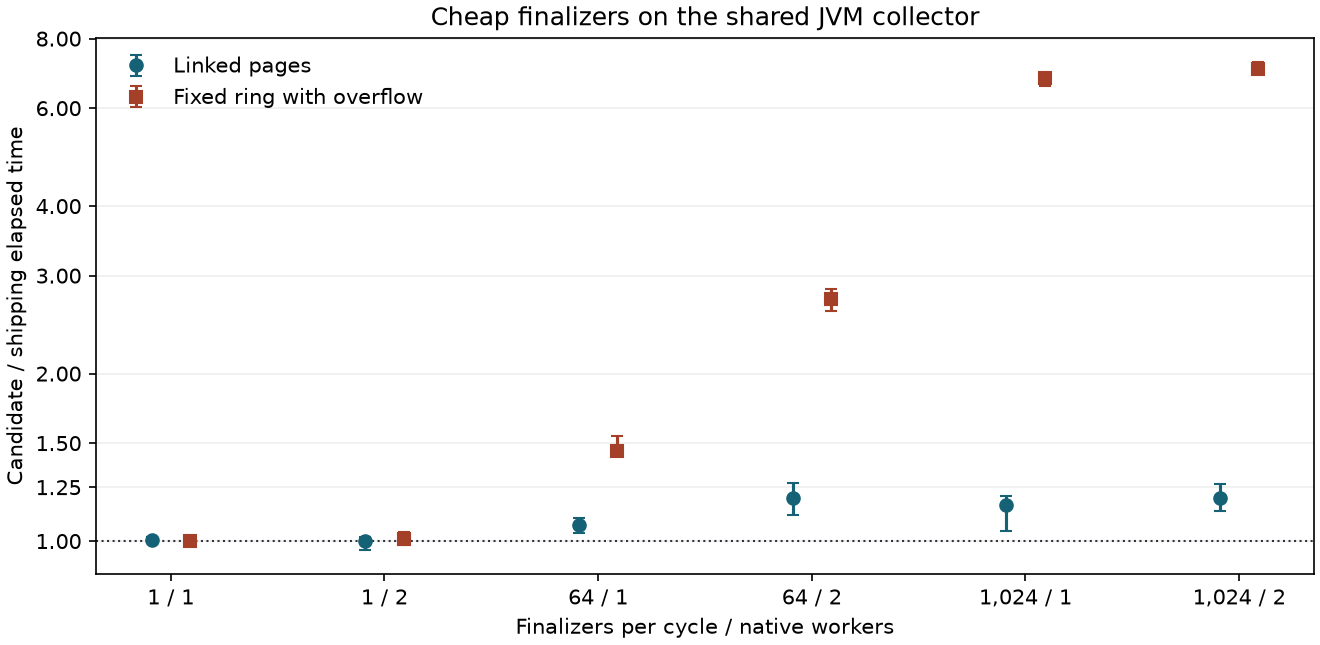 Cheap finalizers on the shared JVM collector
Linked pages
Fixed ring with overflow
Candidate / shipping elapsed time
8.00
6.00
4.00
3.00
2.00
1.50
1.25
1.00
1 / 1
1 / 2
64 / 1
64 / 2
1,024 / 1
1,024 / 2
Finalizers per cycle / native workers